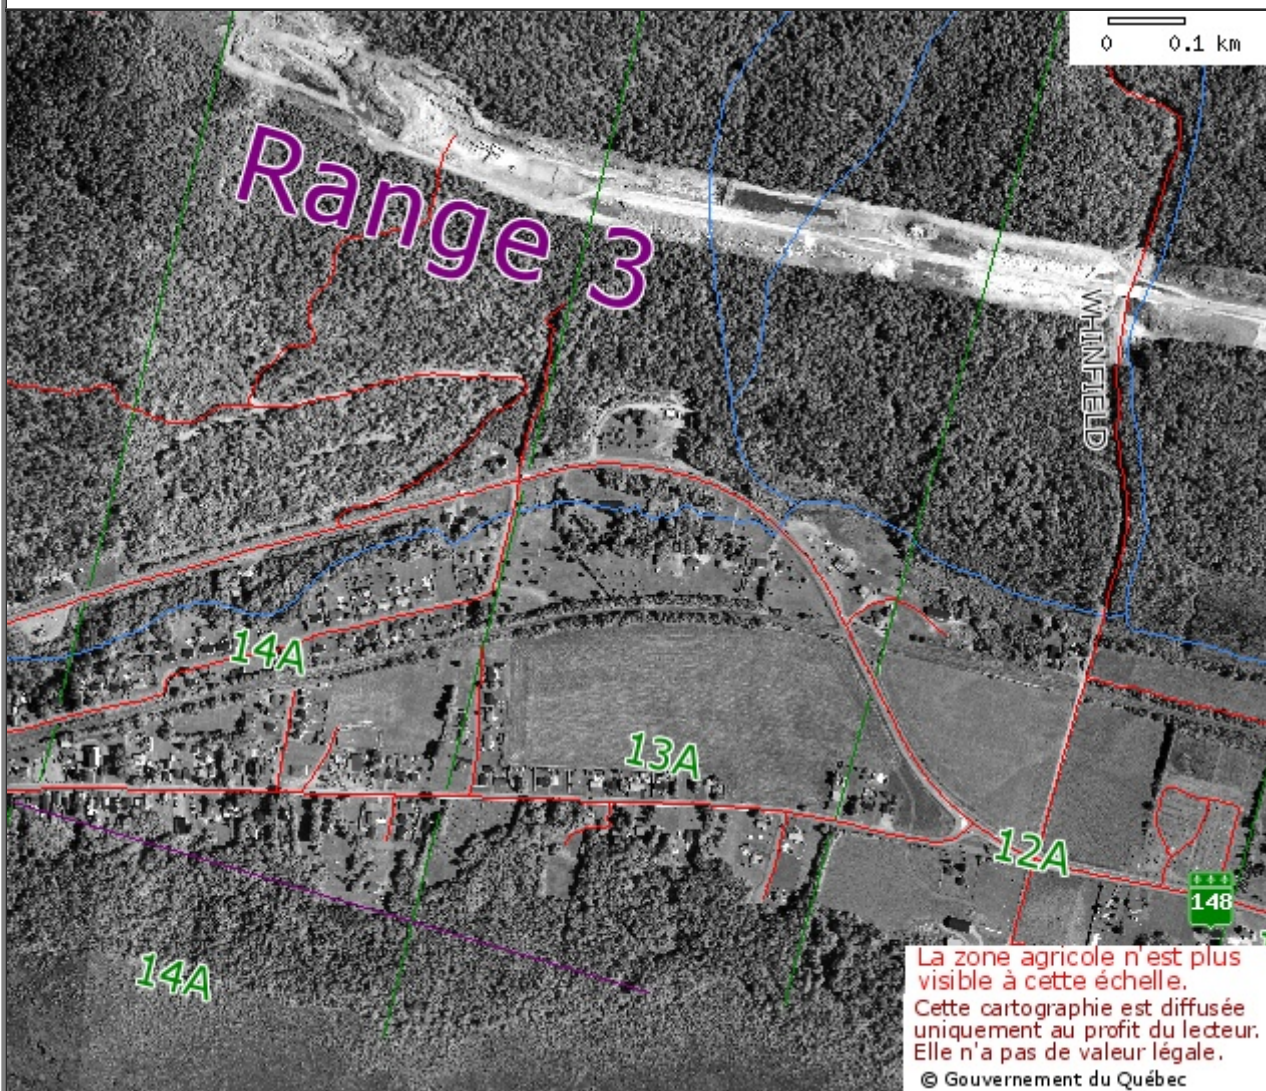 0 0.1 km
Range 3
WHINFIELD
14A
13A
12A
148
14A
La zone agricole n'est plus
visible à cette échelle.
Cette cartographie est diffusée
uniquement au profit du lecteur.
Elle n'a pas de valeur légale.
© Gouvernement du Québec